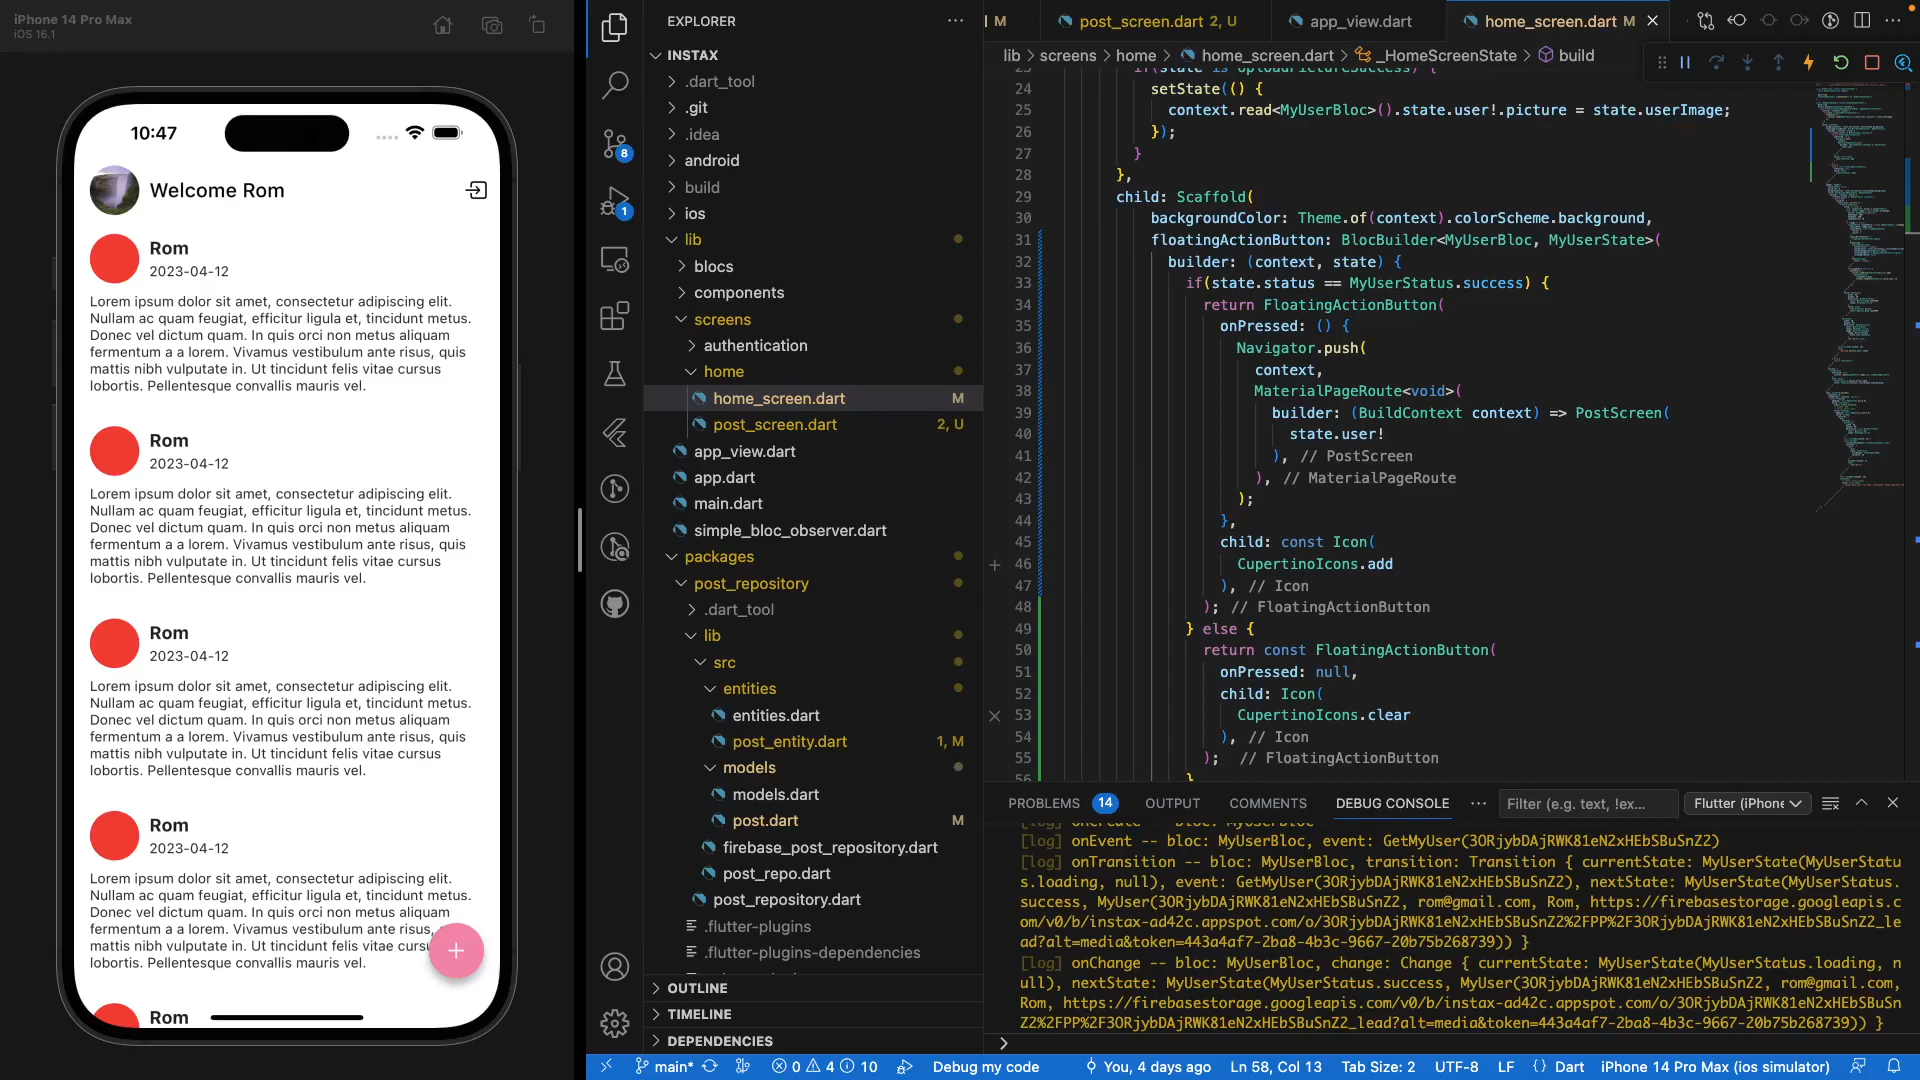 iPhone 14 Pro Max
iOS 16.1
10:47
Welcome Rom
Rom
2023-04-12
Lorem ipsum dolor sit amet, consectetur adipiscing elit.
Nullam ac quam feugiat, efficitur ligula et, tincidunt metus.
Donec vel dictum quam. In quis orci non metus aliquam
fermentum a a lorem. Vivamus vestibulum ante risus, quis
mattis nibh vulputate in. Ut tincidunt felis vitae cursus
lobortis. Pellentesque convallis mauris vel.
Rom
2023-04-12
Lorem ipsum dolor sit amet, consectetur adipiscing elit.
Nullam ac quam feugiat, efficitur ligula et, tincidunt metus.
Donec vel dictum quam. In quis orci non metus aliquam
fermentum a a lorem. Vivamus vestibulum ante risus, quis
mattis nibh vulputate in. Ut tincidunt felis vitae cursus
lobortis. Pellentesque convallis mauris vel.
Rom
2023-04-12
Lorem ipsum dolor sit amet, consectetur adipiscing elit.
Nullam ac quam feugiat, efficitur ligula et, tincidunt metus.
Donec vel dictum quam. In quis orci non metus aliquam
fermentum a a lorem. Vivamus vestibulum ante risus, quis
mattis nibh vulputate in. Ut tincidunt felis vitae cursus
lobortis. Pellentesque convallis mauris vel.
Rom
2023-04-12
Lorem ipsum dolor sit amet, consectetur adipiscing elit.
Nullam ac quam feugiat, efficitur ligula et, tincidunt metus.
Donec vel dictum quam. In quis orci non metus aliquam
fermentum a a lorem. Vivamus vestibulum ante risus,
mattis nibh vulputate in. Ut tincidunt felis vitae
lobortis. Pellentesque convallis mauris vel.
Rom
8
1
EXPLORER
INSTAX
.dart_tool
.git
.idea
android
build
ios
lib
blocs
components
screens
authentication
home
home_screen.dart M
post_screen.dart 2, U
app_view.dart
app.dart
main.dart
simple_bloc_observer.dart
packages
post_repository
.dart_tool
lib
src
entities
entities.dart
post_entity.dart 1, M
models
models.dart
post.dart M
firebase_post_repository.dart
post_repo.dart
post_repository.dart
.flutter-plugins
.flutter-plugins-dependencies
OUTLINE
TIMELINE
DEPENDENCIES
M post_screen.dart 2, U app_view.dart home_screen.dart M
lib > screens > home > home_screen.dart > _HomeScreenState > build
23 if(state is UploadPictureSuccess) {
24 setState(() {
25 context.read<MyUserBloc>().state.user!.picture = state.userImage;
26 });
27 }
28 },
29 child: Scaffold(
30 backgroundColor: Theme.of(context).colorScheme.background,
31 floatingActionButton: BlocBuilder<MyUserBloc, MyUserState>(
32 builder: (context, state) {
33 if(state.status == MyUserStatus.success) {
34 return FloatingActionButton(
35 onPressed: () {
36 Navigator.push(
37 context,
38 MaterialPageRoute<void>(
39 builder: (BuildContext context) => PostScreen(
40 state.user!
41 ), // PostScreen
42 ), // MaterialPageRoute
43 );
44 },
45 child: const Icon(
46 CupertinoIcons.add
47 ), // Icon
48 ); // FloatingActionButton
49 } else {
50 return const FloatingActionButton(
51 onPressed: null,
52 child: Icon(
53 CupertinoIcons.clear
54 ), // Icon
55 ); // FloatingActionButton
56 }
PROBLEMS 14 OUTPUT COMMENTS DEBUG CONSOLE Filter (e.g. text, !ex... Flutter (iPhone
[log] onCreate -- bloc: MyUserBloc
[log] onEvent -- bloc: MyUserBloc, event: GetMyUser(3ORjybDAjRWK81eN2xHEbSBuSnZ2)
[log] onTransition -- bloc: MyUserBloc, transition: Transition { currentState: MyUserState(MyUserStatu
s.loading, null), event: GetMyUser(3ORjybDAjRWK81eN2xHEbSBuSnZ2), nextState: MyUserState(MyUserStatus.
success, MyUser(3ORjybDAjRWK81eN2xHEbSBuSnZ2, rom@gmail.com, Rom, https://firebasestorage.googleapis.c
om/v0/b/instax-ad42c.appspot.com/o/3ORjybDAjRWK81eN2xHEbSBuSnZ2%2FPP%2F3ORjybDAjRWK81eN2xHEbSBuSnZ2_le
ad?alt=media&token=443a4af7-2ba8-4b3c-9667-20b75b268739)) }
[log] onChange -- bloc: MyUserBloc, change: Change { currentState: MyUserState(MyUserStatus.loading, n
ull), nextState: MyUserState(MyUserStatus.success, MyUser(3ORjybDAjRWK81eN2xHEbSBuSnZ2, rom@gmail.com,
Rom, https://firebasestorage.googleapis.com/v0/b/instax-ad42c.appspot.com/o/3ORjybDAjRWK81eN2xHEbSBuSn
Z2%2FPP%2F3ORjybDAjRWK81eN2xHEbSBuSnZ2_lead?alt=media&token=443a4af7-2ba8-4b3c-9667-20b75b268739)) }
main* 0 4 10 Debug my code You, 4 days ago Ln 58, Col 13 Tab Size: 2 UTF-8 LF {} Dart iPhone 14 Pro Max (ios simulator)